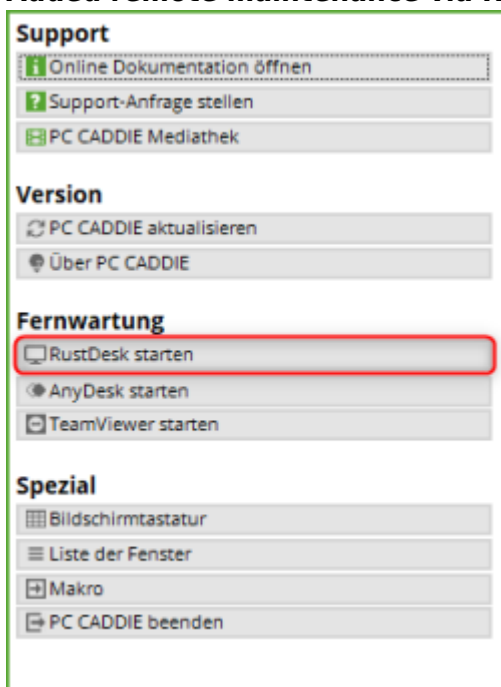 Support
Online Dokumentation öffnen
Support-Anfrage stellen
PC CADDIE Mediathek
Version
PC CADDIE aktualisieren
Über PC CADDIE
Fernwartung
RustDesk starten
AnyDesk starten
TeamViewer starten
Spezial
Bildschirmtastatur
Liste der Fenster
Makro
PC CADDIE beenden